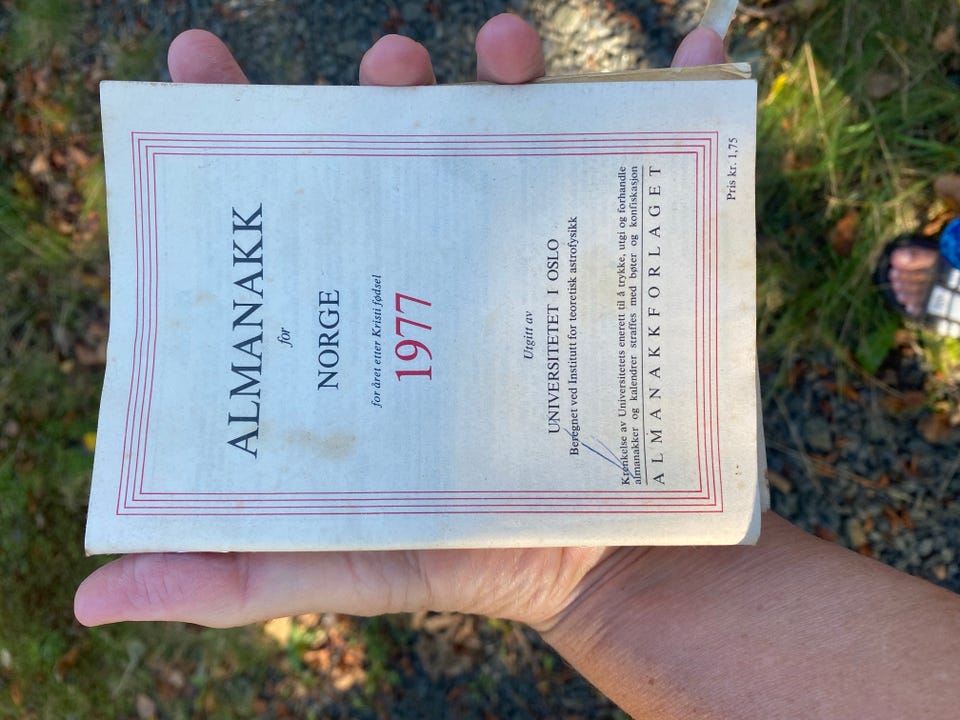 ALMANAKK
for
NORGE
for året etter Kristi fødsel
1977
Utgitt av
UNIVERSITETET I OSLO
Beregnet ved Institutt for teoretisk astrofysikk
Krenkelse av Universitetets enerett til å trykke, utgi og forhandle
almanakker og kalendrer straffes med bøter og konfiskasjon
ALMANAKKFORLAGET
Pris kr. 1,75